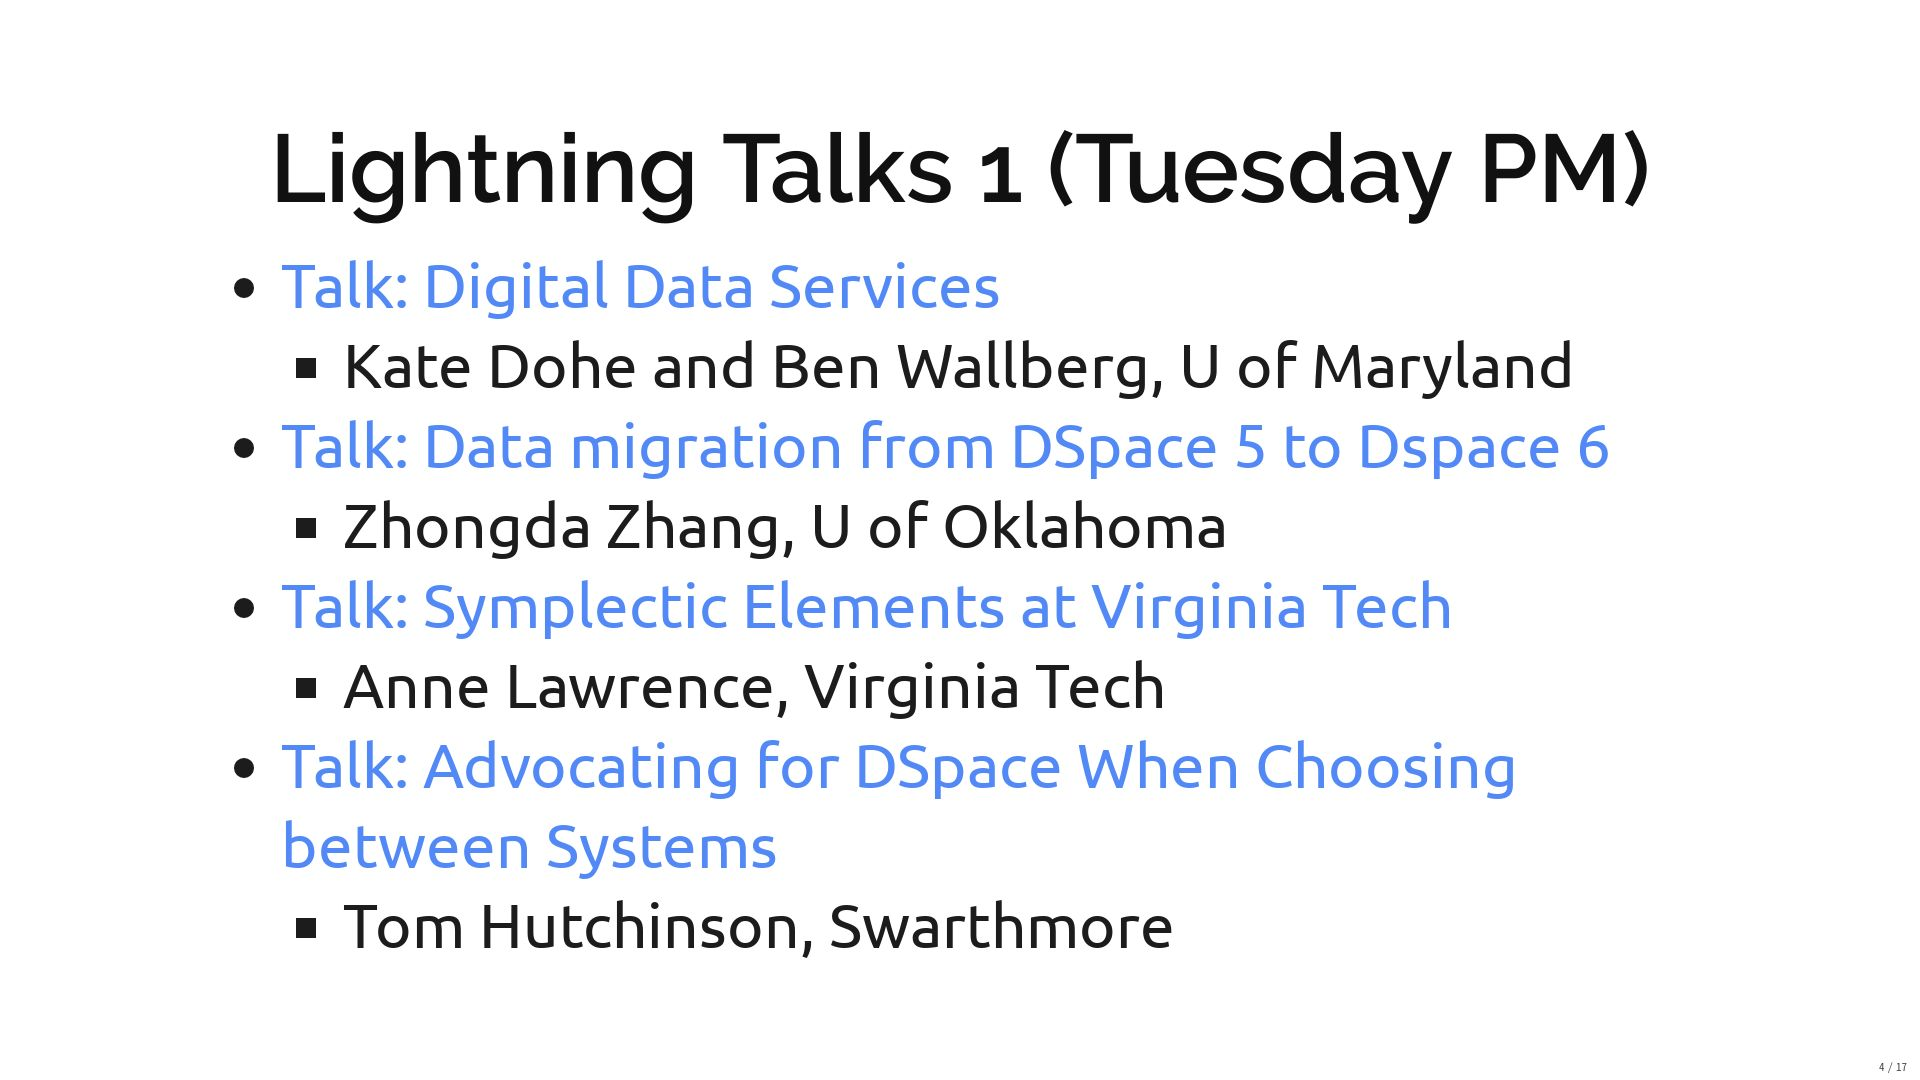 Lightning Talks 1 (Tuesday PM)
Talk: Digital Data Services
Kate Dohe and Ben Wallberg, U of Maryland
Talk: Data migration from DSpace 5 to Dspace 6
Zhongda Zhang, U of Oklahoma
Talk: Symplectic Elements at Virginia Tech
Anne Lawrence, Virginia Tech
Talk: Advocating for DSpace When Choosing
between Systems
Tom Hutchinson, Swarthmore
4 / 17